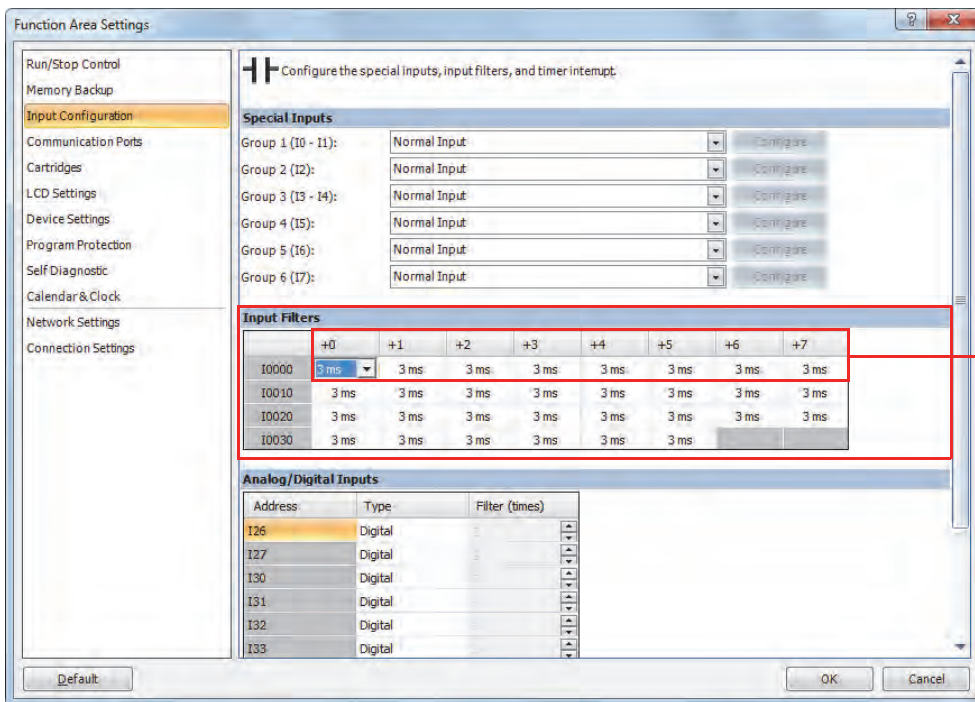 Function Area Settings
Run/Stop Control
Memory Backup
Input Configuration
Communication Ports
Cartridges
LCD Settings
Device Settings
Program Protection
Self Diagnostic
Calendar & Clock
Network Settings
Connection Settings
Configure the special inputs, input filters, and timer interrupt.
Special Inputs
Group 1 (I0 - I1): Normal Input Configure
Group 2 (I2): Normal Input Configure
Group 3 (I3 - I4): Normal Input Configure
Group 4 (I5): Normal Input Configure
Group 5 (I6): Normal Input Configure
Group 6 (I7): Normal Input Configure
Input Filters
+0 +1 +2 +3 +4 +5 +6 +7
I0000 3 ms 3 ms 3 ms 3 ms 3 ms 3 ms 3 ms 3 ms
I0010 3 ms 3 ms 3 ms 3 ms 3 ms 3 ms 3 ms 3 ms
I0020 3 ms 3 ms 3 ms 3 ms 3 ms 3 ms 3 ms 3 ms
I0030 3 ms 3 ms 3 ms 3 ms 3 ms 3 ms
Analog/Digital Inputs
Address Type Filter (times)
I26 Digital
I27 Digital
I30 Digital
I31 Digital
I32 Digital
I33 Digital
Default OK Cancel